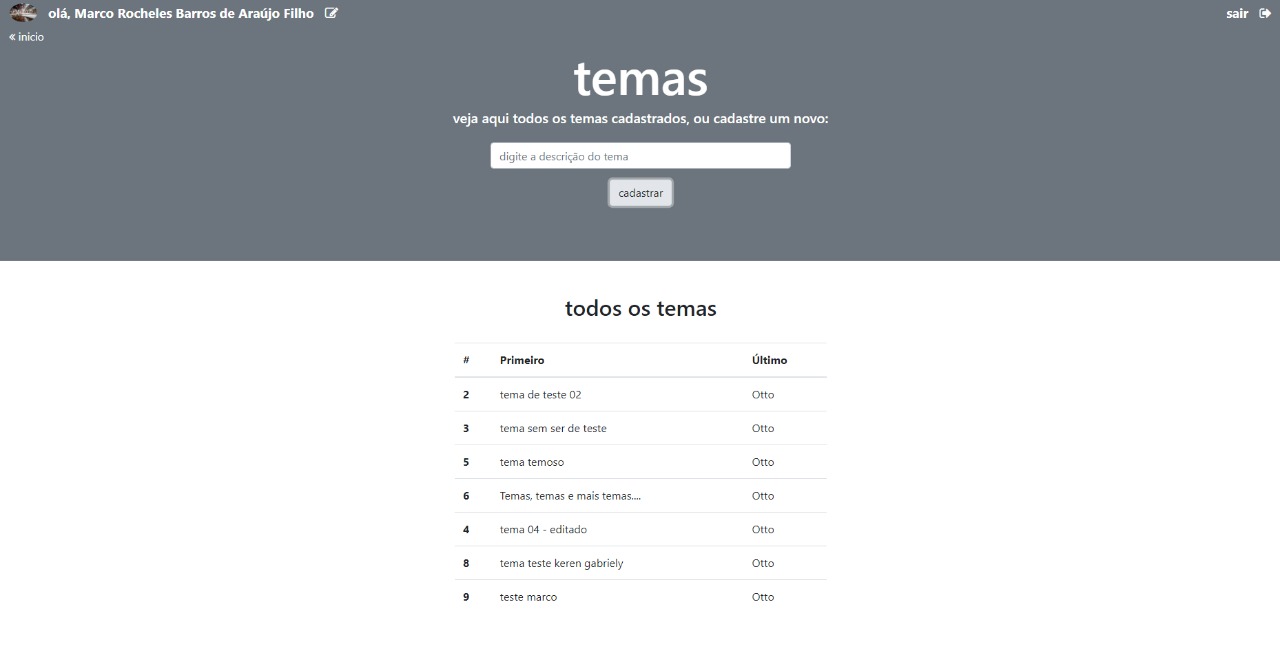 olá, Marco Rocheles Barros de Araújo Filho sair
« inicio
temas
veja aqui todos os temas cadastrados, ou cadastre um novo:
digite a descrição do tema
cadastrar
todos os temas
# Primeiro Último
2 tema de teste 02 Otto
3 tema sem ser de teste Otto
5 tema temoso Otto
6 Temas, temas e mais temas.... Otto
4 tema 04 - editado Otto
8 tema teste keren gabriely Otto
9 teste marco Otto